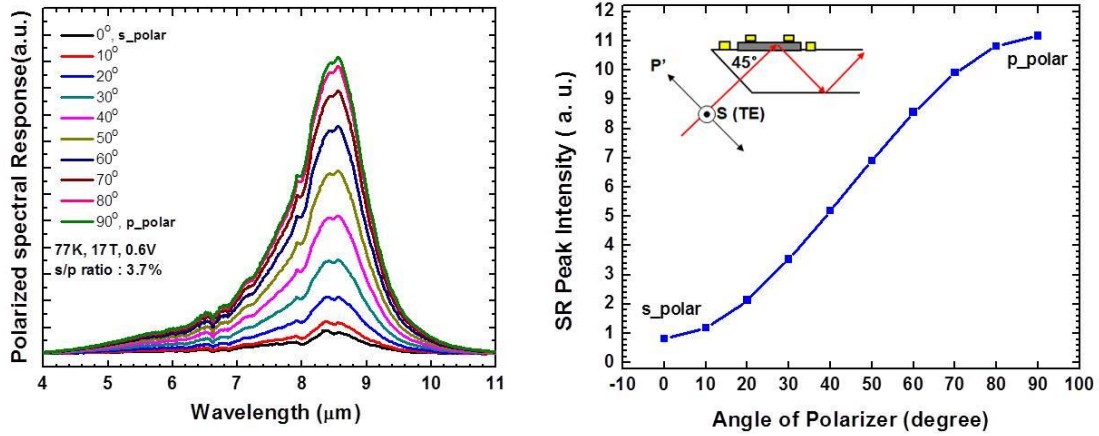 Polarized spectral Response(a.u.)
0°, s_polar
10°
20°
30°
40°
50°
60°
70°
80°
90°, p_polar
77K, 17T, 0.6V
s/p ratio : 3.7%
4 5 6 7 8 9 10 11
Wavelength (μm)
SR Peak Intensity ( a. u.)
12
11
10
9
8
7
6
5
4
3
2
1
0
45°
P'
S (TE)
p_polar
s_polar
-10 0 10 20 30 40 50 60 70 80 90 100
Angle of Polarizer (degree)